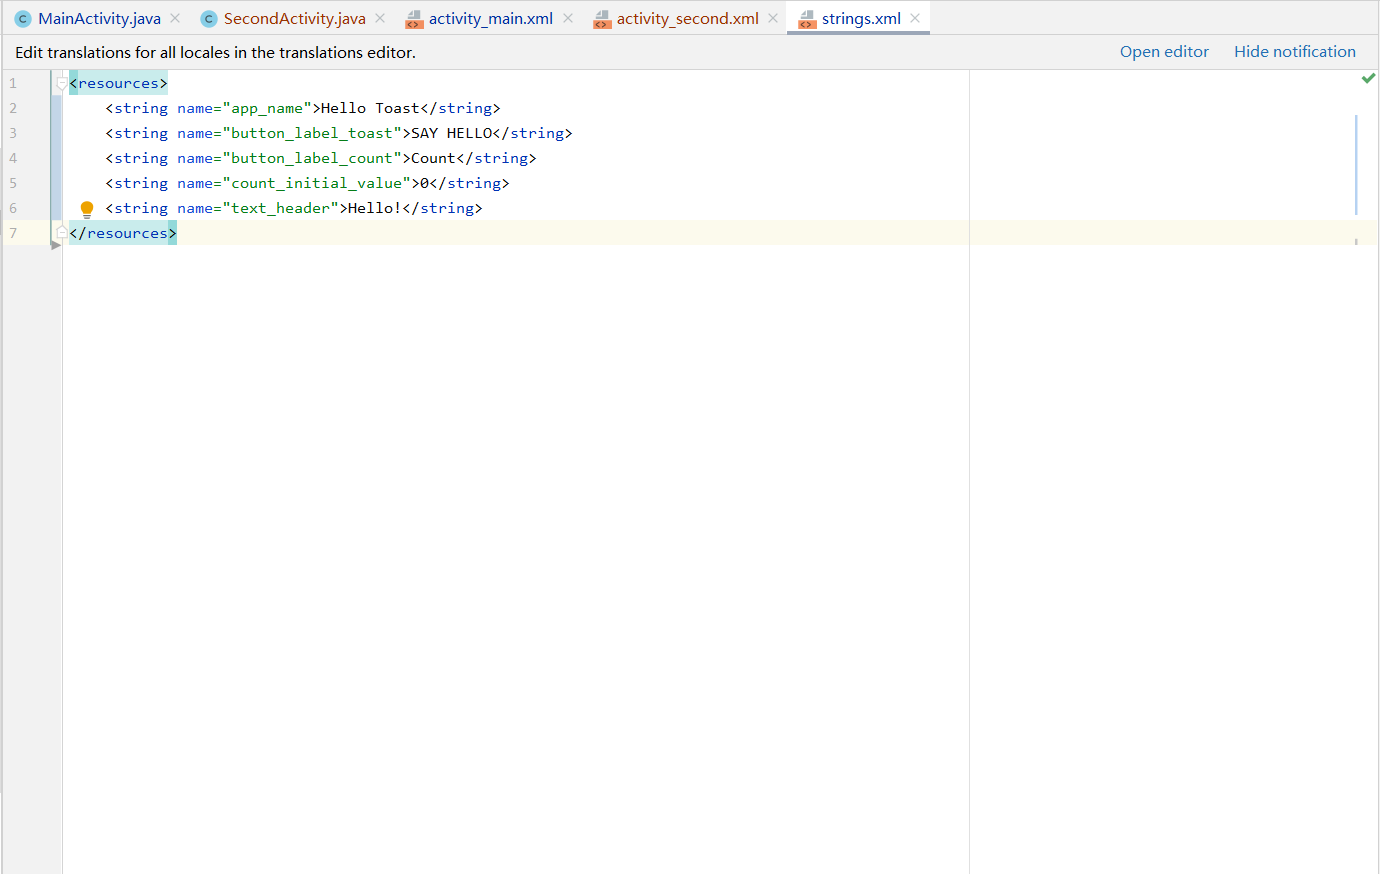 MainActivity.java SecondActivity.java activity_main.xml activity_second.xml strings.xml
Edit translations for all locales in the translations editor. Open editor Hide notification
1 <resources>
2 <string name="app_name">Hello Toast</string>
3 <string name="button_label_toast">SAY HELLO</string>
4 <string name="button_label_count">Count</string>
5 <string name="count_initial_value">0</string>
6 <string name="text_header">Hello!</string>
7 </resources>